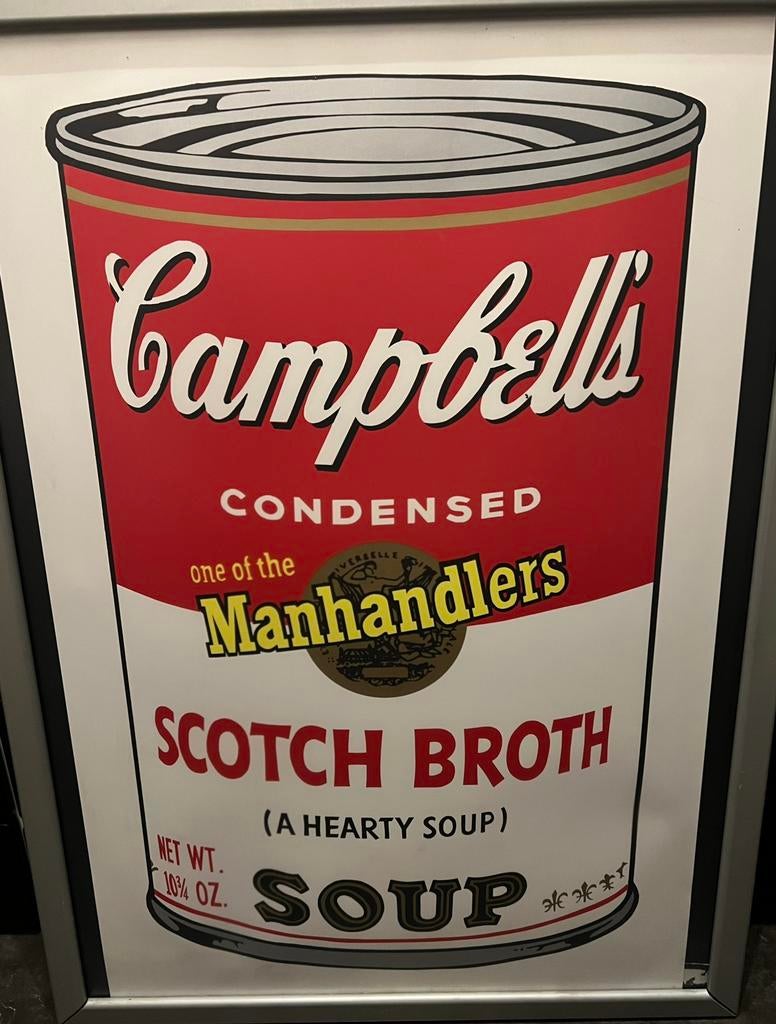 Campbell's
CONDENSED
one of the
Manhandlers
SCOTCH BROTH
(A HEARTY SOUP)
NET WT.
10¾ OZ.
SOUP